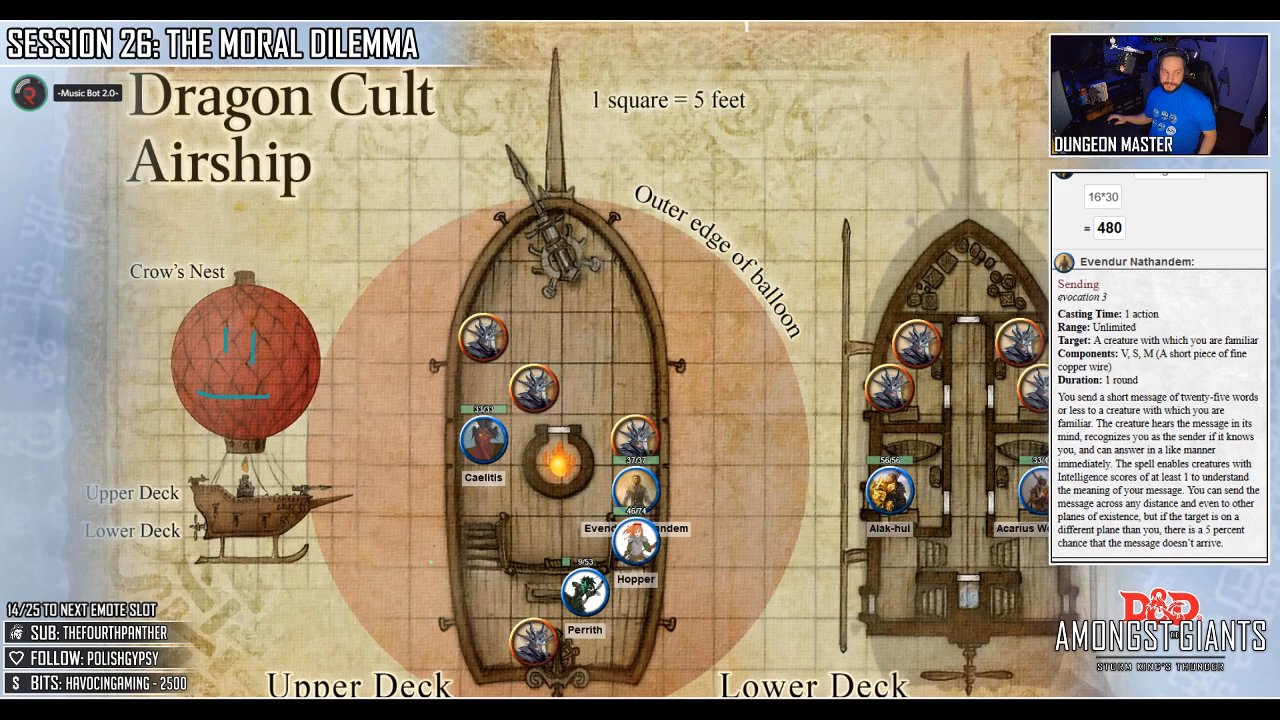 SESSION 26: THE MORAL DILEMMA
-Music Bot 2.0-
Dragon Cult
Airship
1 square = 5 feet
Outer edge of balloon
Crow's Nest
Upper Deck
Lower Deck
33/33
Caelitis
37/37
46/74
Hopper
9/53
Perrith
56/56
Alak-hui
Acarius
Upper Deck
Lower Deck
DUNGEON MASTER
16*30
= 480
Evendur Nathandem:
Sending
evocation 3
Casting Time: 1 action
Range: Unlimited
Target: A creature with which you are familiar
Components: V, S, M (A short piece of fine
copper wire)
Duration: 1 round
You send a short message of twenty-five words
or less to a creature with which you are
familiar. The creature hears the message in its
mind, recognizes you as the sender if it knows
you, and can answer in a like manner
immediately. The spell enables creatures with
Intelligence scores of at least 1 to understand
the meaning of your message. You can send the
message across any distance and even to other
planes of existence, but if the target is on a
different plane than you, there is a 5 percent
chance that the message doesn't arrive.
14/25 TO NEXT EMOTE SLOT
SUB: THEFOURTHPANTHER
FOLLOW: POLISHGYPSY
$ BITS: HAVOCINGAMING - 2500
D&D
AMONGST GIANTS
STORM KING'S THUNDER